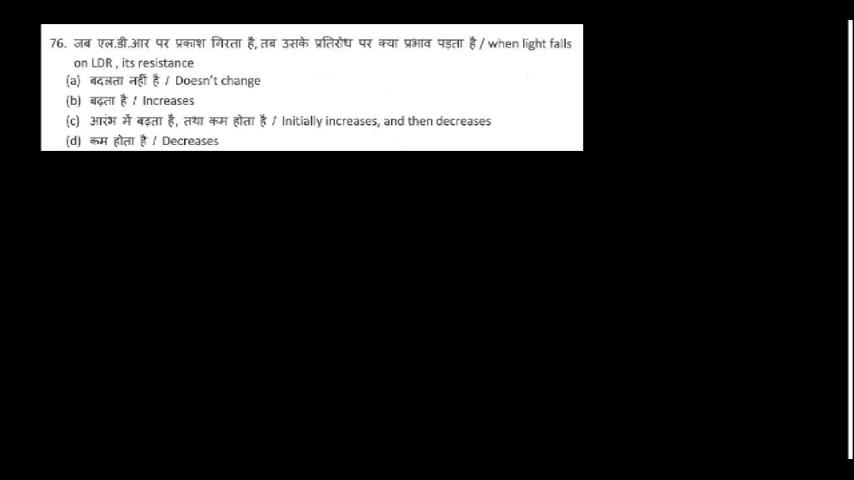 76. जब एल.डी.आर पर प्रकाश गिरता है, तब उसके प्रतिरोध पर क्या प्रभाव पड़ता है / when light falls
on LDR , its resistance
(a) बदलता नहीं है / Doesn't change
(b) बढ़ता है / Increases
(c) आरंभ में बढ़ता है, तथा कम होता है / Initially increases, and then decreases
(d) कम होता है / Decreases